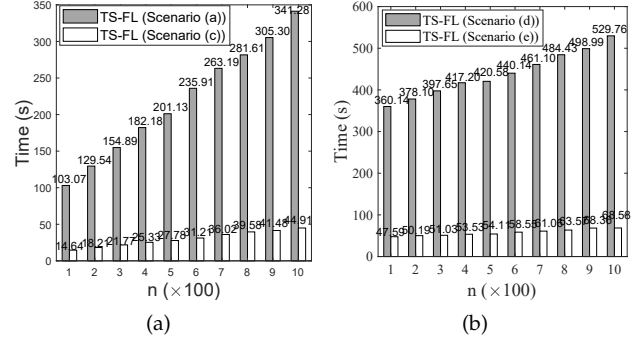 TS-FL (Scenario (a))
TS-FL (Scenario (c))
Time (s)
350
300
250
200
150
100
50
0
103.07 129.54 154.89 182.18 201.13 235.91 263.19 281.61 305.30 341.28
14.64 18.21 21.77 25.33 27.78 31.21 36.02 39.58 41.48 44.91
1 2 3 4 5 6 7 8 9 10
n (×100)
(a)
TS-FL (Scenario (d))
TS-FL (Scenario (e))
Time (s)
600
500
400
300
200
100
0
360.14 378.10 397.65 417.20 420.58 440.14 461.10 484.43 498.99 529.76
47.59 50.19 51.03 53.53 54.11 58.55 61.06 63.57 68.36 68.56
1 2 3 4 5 6 7 8 9 10
n (×100)
(b)